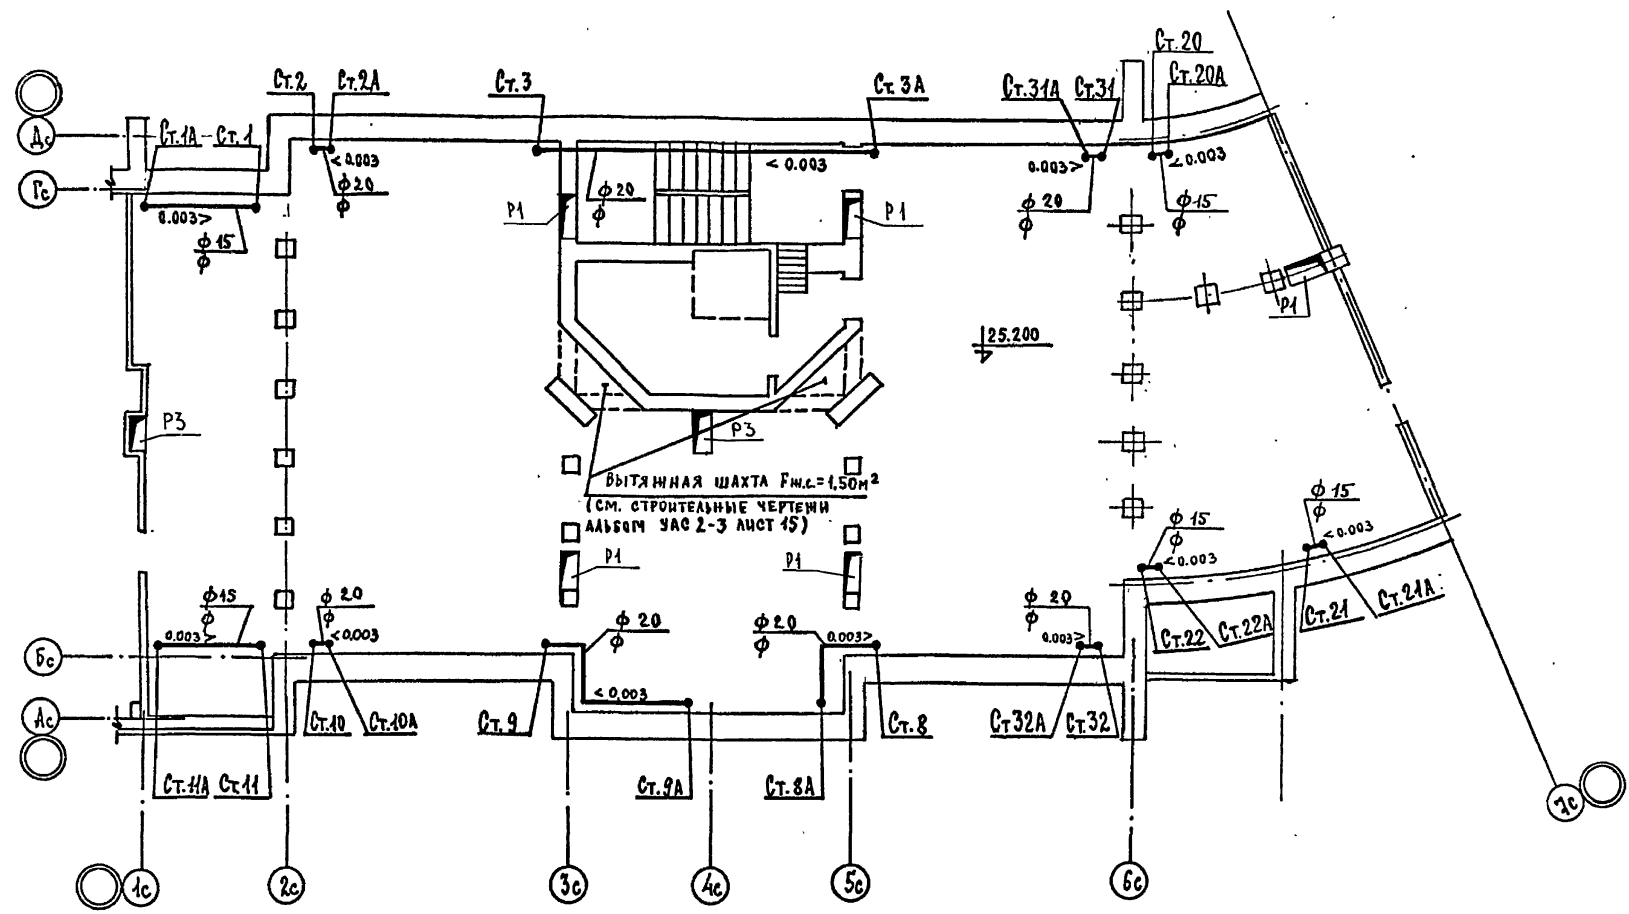 Ст.20
Ст.20А
Ст.2
Ст.2А
Ст.3
Ст.3А
Ст.31А
Ст.31
Дс
Ст.1А
Ст.1
<0.003
<0.003
0.003>
<0.003
Гс
ф20
ф
ф20
ф
ф20
ф
ф15
ф
0.003>
ф15
ф
Р1
Р1
Р1
25.200
Р3
Р3
ВЫТЯЖНАЯ ШАХТА Fж.с.=1.50м²
(СМ. СТРОИТЕЛЬНЫЕ ЧЕРТЕЖИ
АЛЬБОМ УАС 2-3 ЛИСТ 15)
ф15
ф
ф15
ф
<0.003
<0.003
Р1
Р1
ф15
ф
ф20
ф
ф20
ф
ф20
ф
ф20
ф
0.003>
<0.003
0.003>
0.003>
Ст.21
Ст.21А
Ст.22
Ст.22А
Бс
<0.003
Ас
Ст.10
Ст.10А
Ст.9
Ст.8
Ст.32А
Ст.32
Ст.11А
Ст.11
Ст.9А
Ст.8А
7с
1с
2с
3с
4с
5с
6с